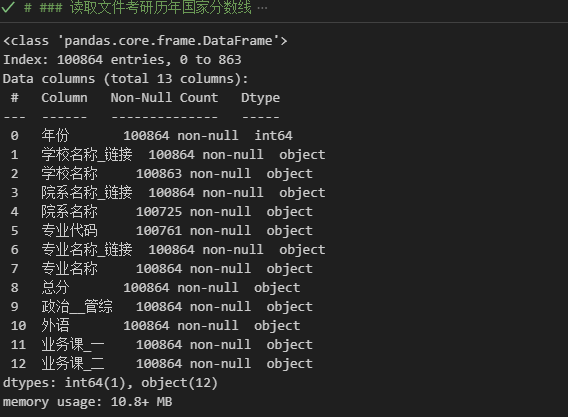 # ### 读取文件考研历年国家分数线 ···
<class 'pandas.core.frame.DataFrame'>
Index: 100864 entries, 0 to 863
Data columns (total 13 columns):
 #   Column   Non-Null Count   Dtype
---  ------   --------------   -----
 0   年份       100864 non-null  int64
 1   学校名称_链接  100864 non-null  object
 2   学校名称     100863 non-null  object
 3   院系名称_链接  100864 non-null  object
 4   院系名称     100725 non-null  object
 5   专业代码     100761 non-null  object
 6   专业名称_链接  100864 non-null  object
 7   专业名称     100864 non-null  object
 8   总分       100864 non-null  object
 9   政治__管综   100864 non-null  object
 10  外语       100864 non-null  object
 11  业务课_一    100864 non-null  object
 12  业务课_二    100864 non-null  object
dtypes: int64(1), object(12)
memory usage: 10.8+ MB